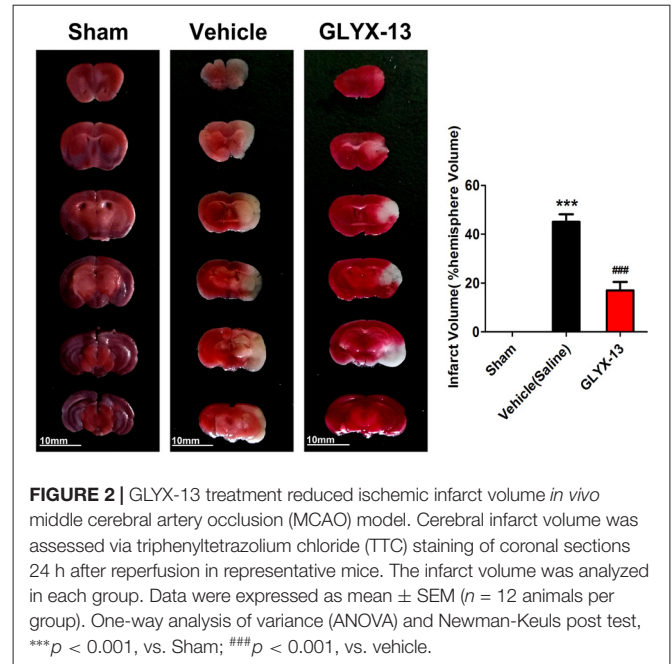 Sham Vehicle GLYX-13
10mm 10mm 10mm
Infarct Volume( %hemisphere Volume)
60
40
20
0
***
###
Sham
Vehicle(Saline)
GLYX-13
FIGURE 2 | GLYX-13 treatment reduced ischemic infarct volume in vivo
middle cerebral artery occlusion (MCAO) model. Cerebral infarct volume was
assessed via triphenyltetrazolium chloride (TTC) staining of coronal sections
24 h after reperfusion in representative mice. The infarct volume was analyzed
in each group. Data were expressed as mean ± SEM (n = 12 animals per
group). One-way analysis of variance (ANOVA) and Newman-Keuls post test,
***p < 0.001, vs. Sham; ###p < 0.001, vs. vehicle.